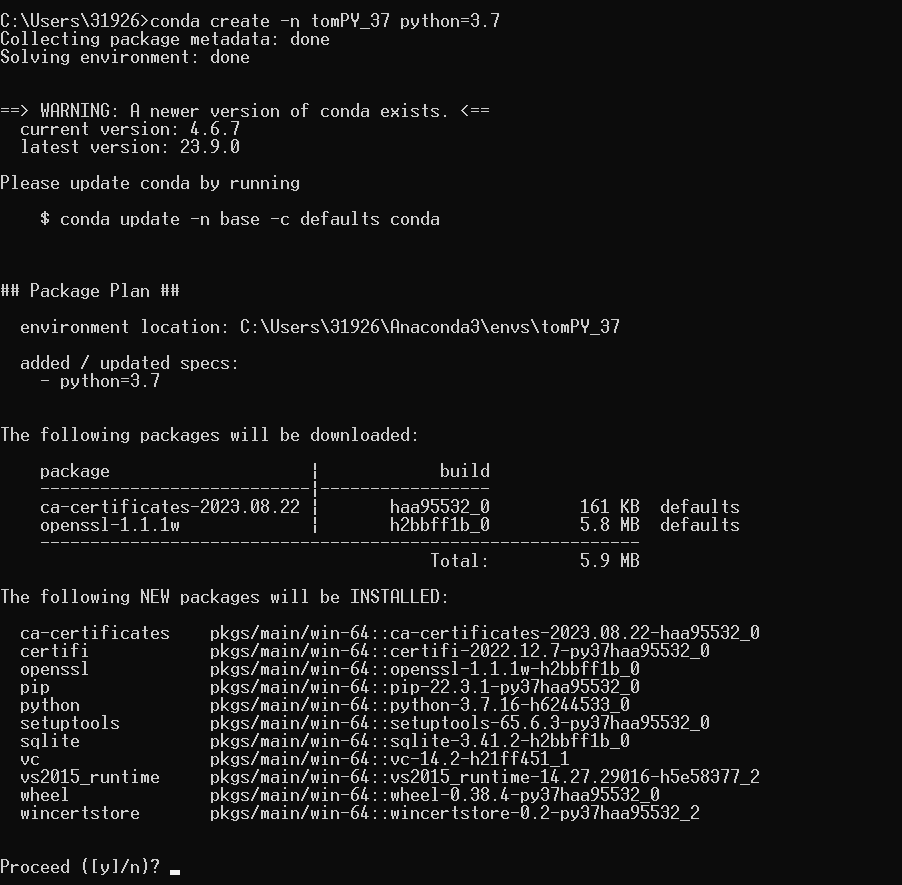 C:\Users\31926>conda create -n tomPY_37 python=3.7
Collecting package metadata: done
Solving environment: done
==> WARNING: A newer version of conda exists. <==
  current version: 4.6.7
  latest version: 23.9.0
Please update conda by running
    $ conda update -n base -c defaults conda
## Package Plan ##
  environment location: C:\Users\31926\Anaconda3\envs\tomPY_37
  added / updated specs:
    - python=3.7
The following packages will be downloaded:
    package                    |            build
    ---------------------------|-----------------
    ca-certificates-2023.08.22 |       haa95532_0         161 KB  defaults
    openssl-1.1.1w             |       h2bbff1b_0         5.8 MB  defaults
    ------------------------------------------------------------
                                           Total:         5.9 MB
The following NEW packages will be INSTALLED:
  ca-certificates    pkgs/main/win-64::ca-certificates-2023.08.22-haa95532_0
  certifi            pkgs/main/win-64::certifi-2022.12.7-py37haa95532_0
  openssl            pkgs/main/win-64::openssl-1.1.1w-h2bbff1b_0
  pip                pkgs/main/win-64::pip-22.3.1-py37haa95532_0
  python             pkgs/main/win-64::python-3.7.16-h6244533_0
  setuptools         pkgs/main/win-64::setuptools-65.6.3-py37haa95532_0
  sqlite             pkgs/main/win-64::sqlite-3.41.2-h2bbff1b_0
  vc                 pkgs/main/win-64::vc-14.2-h21ff451_1
  vs2015_runtime     pkgs/main/win-64::vs2015_runtime-14.27.29016-h5e58377_2
  wheel              pkgs/main/win-64::wheel-0.38.4-py37haa95532_0
  wincertstore       pkgs/main/win-64::wincertstore-0.2-py37haa95532_2
Proceed ([y]/n)?